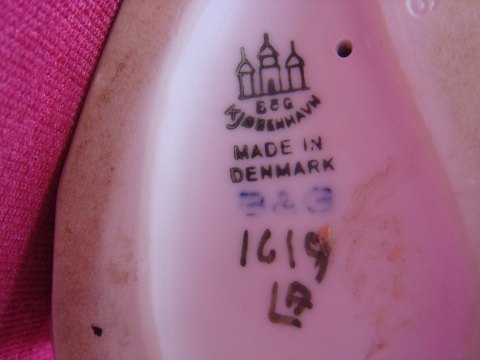 B&G
KJØBENHAVN
MADE IN
DENMARK
B&G
1619